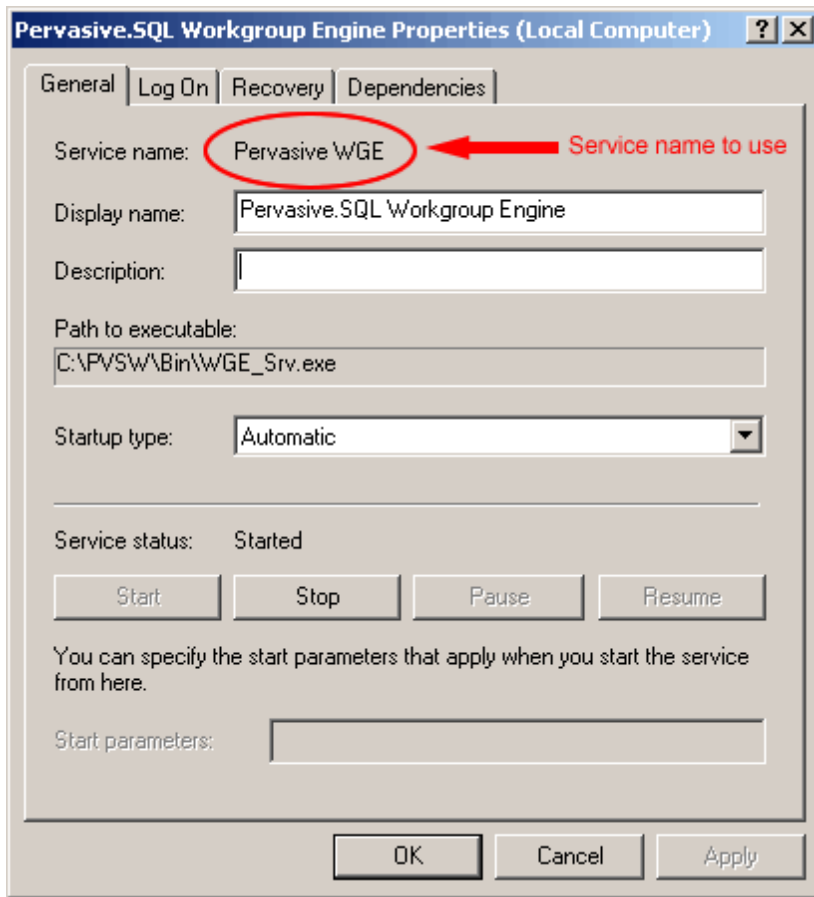 Pervasive.SQL Workgroup Engine Properties (Local Computer)
General Log On Recovery Dependencies
Service name: Pervasive WGE Service name to use
Display name: Pervasive.SQL Workgroup Engine
Description:
Path to executable:
C:\PVSW\Bin\WGE_Srv.exe
Startup type: Automatic
Service status: Started
Start Stop Pause Resume
You can specify the start parameters that apply when you start the service
from here.
Start parameters:
OK Cancel Apply